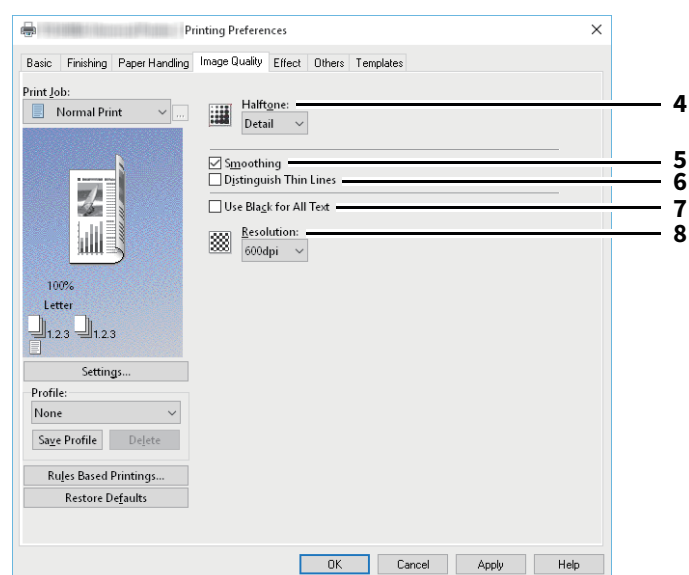 Printing Preferences
Basic Finishing Paper Handling Image Quality Effect Others Templates
Print Job:
Normal Print ...
100%
Letter
1.2.3 1.2.3
Settings...
Profile:
None
Save Profile Delete
Rules Based Printings...
Restore Defaults
Halftone: 4
Detail
Smoothing 5
Distinguish Thin Lines 6
Use Black for All Text 7
Resolution: 8
600dpi
OK Cancel Apply Help